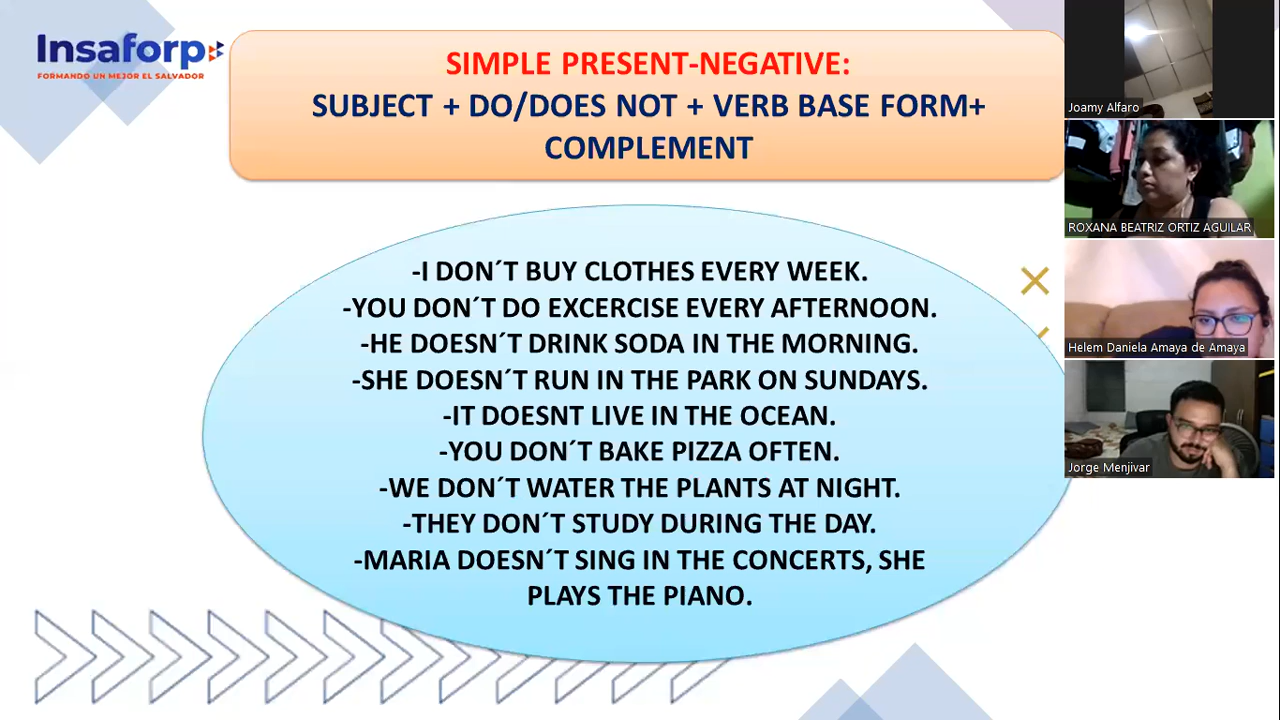 Insaforp
FORMANDO UN MEJOR EL SALVADOR
SIMPLE PRESENT-NEGATIVE:
SUBJECT + DO/DOES NOT + VERB BASE FORM+
COMPLEMENT
-I DON´T BUY CLOTHES EVERY WEEK.
-YOU DON´T DO EXCERCISE EVERY AFTERNOON.
-HE DOESN´T DRINK SODA IN THE MORNING.
-SHE DOESN´T RUN IN THE PARK ON SUNDAYS.
-IT DOESNT LIVE IN THE OCEAN.
-YOU DON´T BAKE PIZZA OFTEN.
-WE DON´T WATER THE PLANTS AT NIGHT.
-THEY DON´T STUDY DURING THE DAY.
-MARIA DOESN´T SING IN THE CONCERTS, SHE
PLAYS THE PIANO.
Joamy Alfaro
ROXANA BEATRIZ ORTIZ AGUILAR
Helem Daniela Amaya de Amaya
Jorge Menjivar